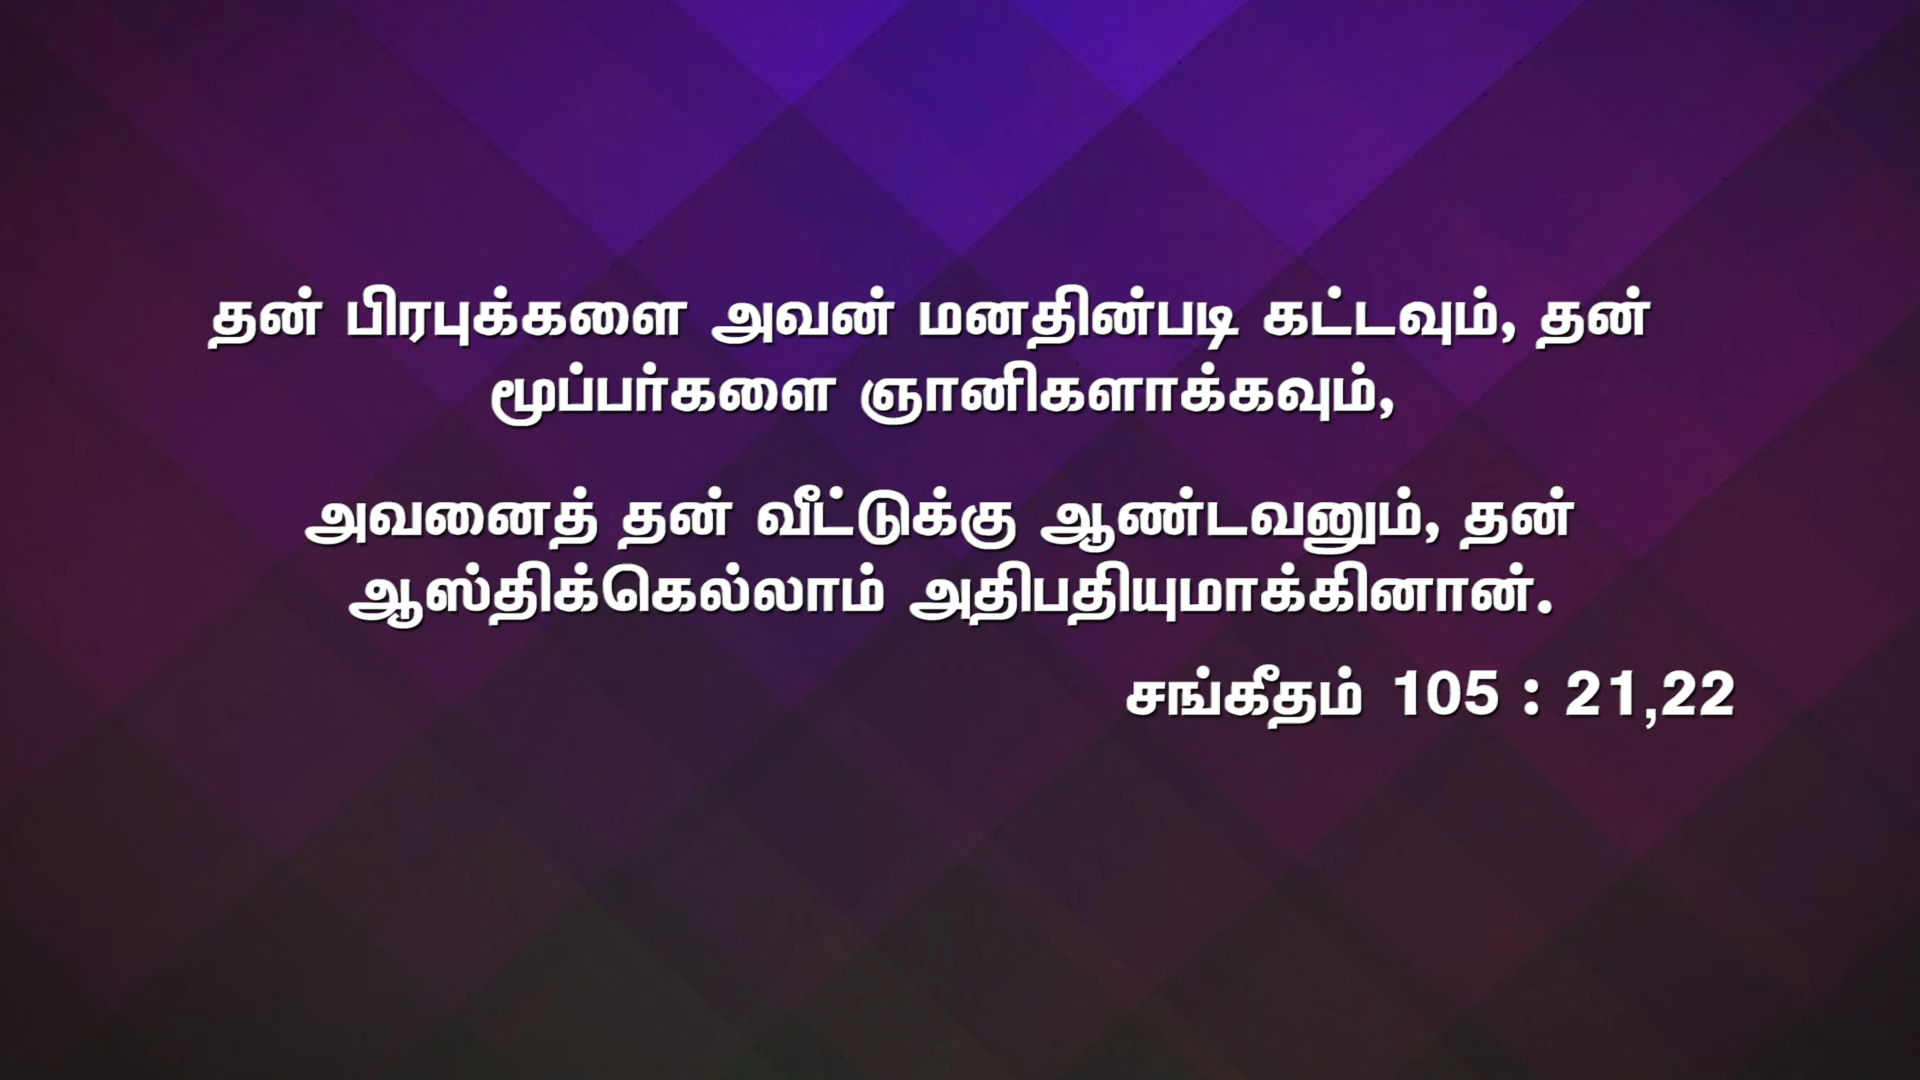 தன் பிரபுக்களை அவன் மனதின்படி கட்டவும், தன்
மூப்பர்களை ஞானிகளாக்கவும்,
அவனைத் தன் வீட்டுக்கு ஆண்டவனும், தன்
ஆஸ்திக்கெல்லாம் அதிபதியுமாக்கினான்.
சங்கீதம் 105 : 21,22